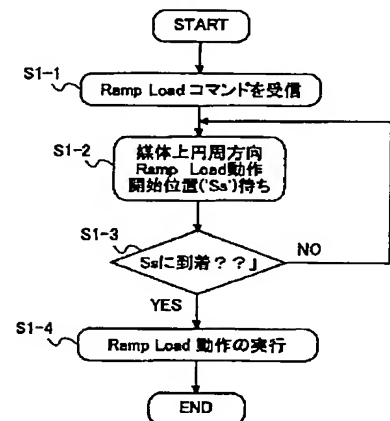 START
S1-1
Ramp Load コマンドを受信
S1-2
媒体上円周方向
Ramp Load動作
開始位置('Ss')待ち
S1-3
Ssに到着??」
NO
YES
S1-4
Ramp Load 動作の実行
END